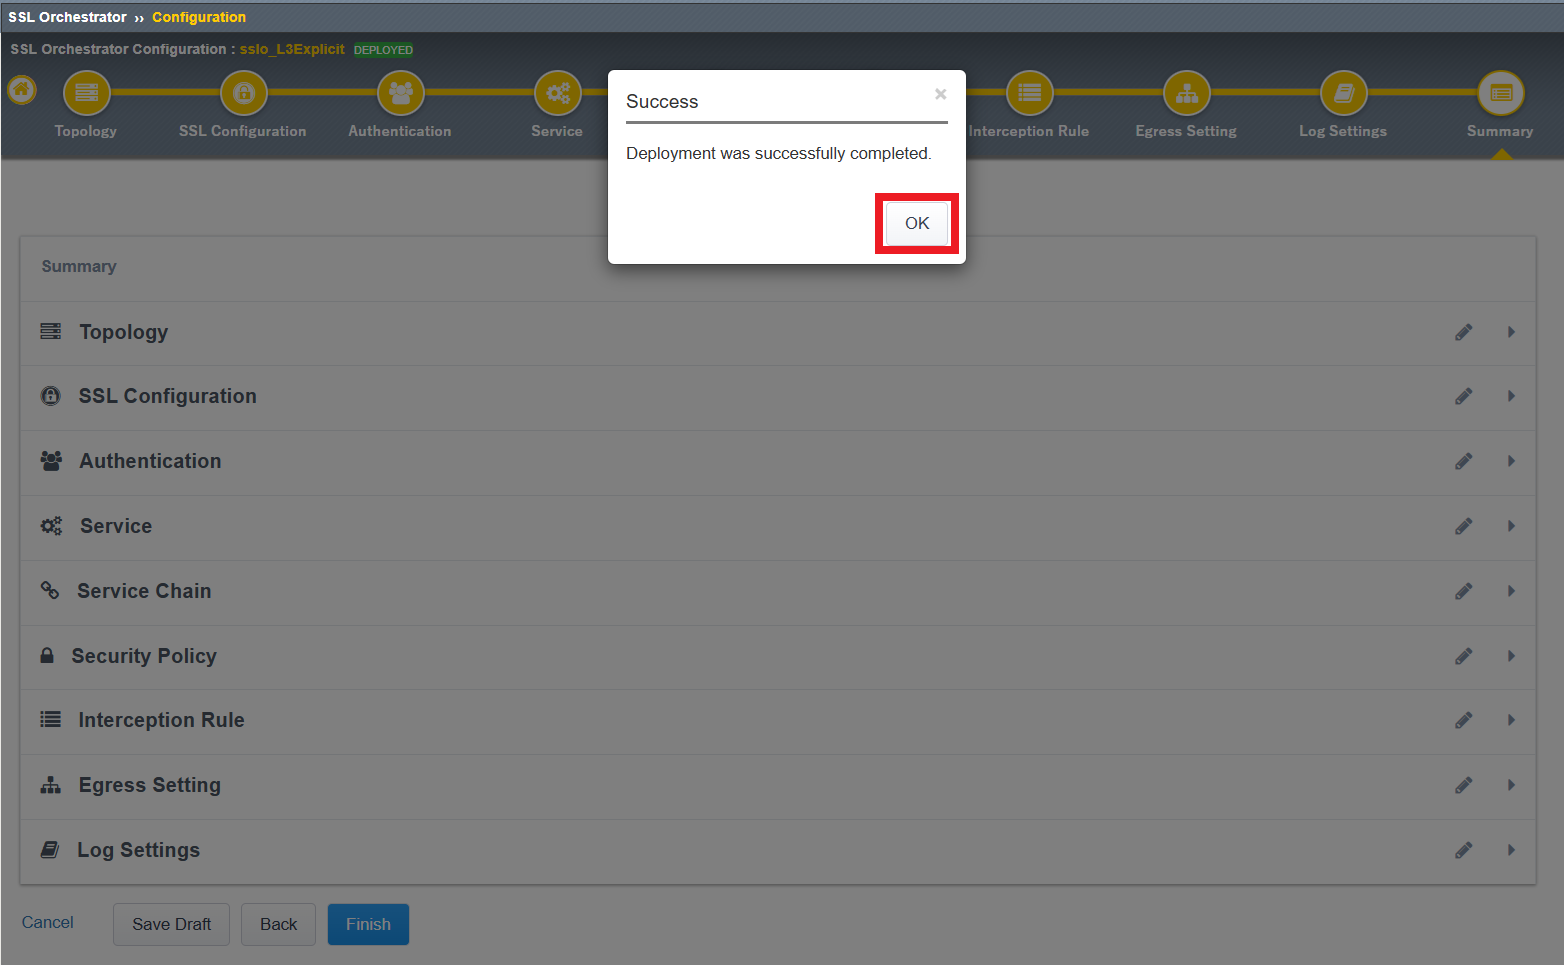 SSL Orchestrator ›› Configuration
SSL Orchestrator Configuration : sslo_L3Explicit DEPLOYED
Topology
SSL Configuration
Authentication
Service
Interception Rule
Egress Setting
Log Settings
Summary
Success ×
Deployment was successfully completed.
OK
Summary
Topology
SSL Configuration
Authentication
Service
Service Chain
Security Policy
Interception Rule
Egress Setting
Log Settings
Cancel Save Draft Back Finish